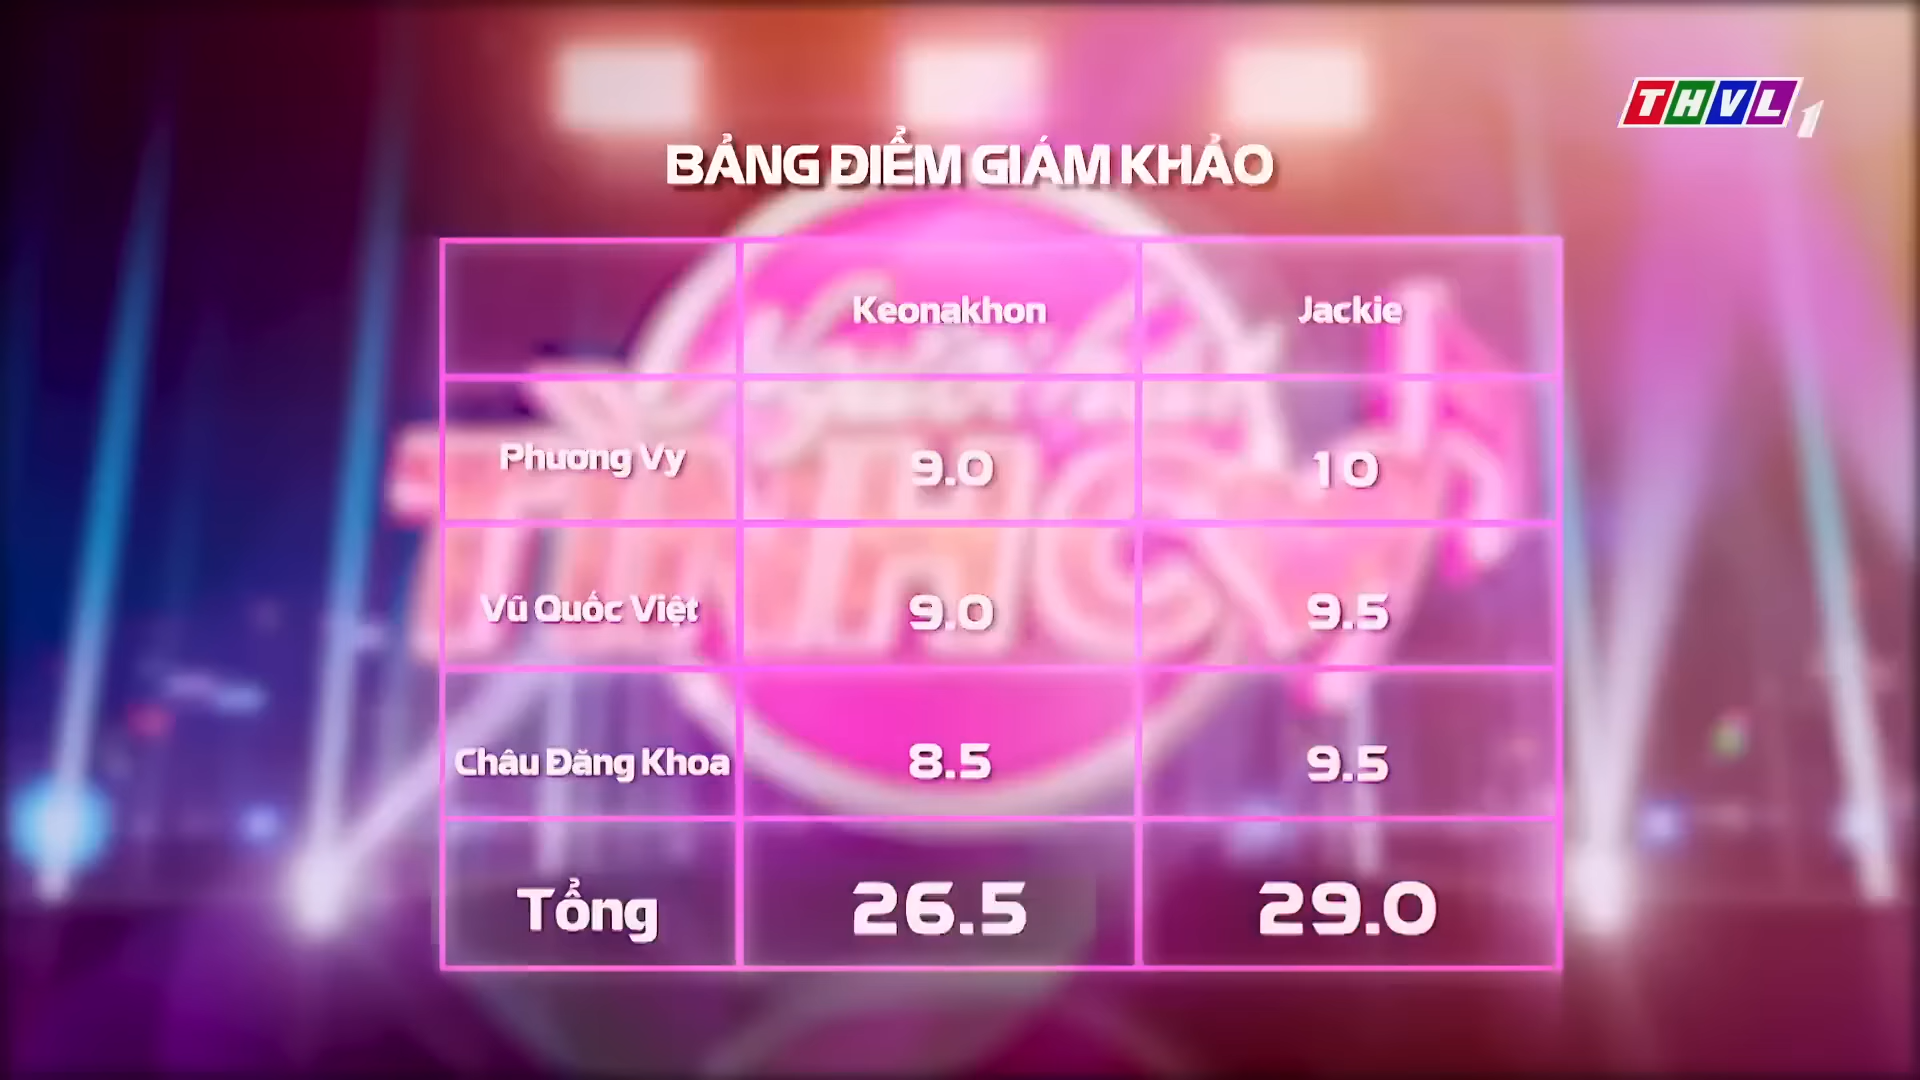 THVL1
BẢNG ĐIỂM GIÁM KHẢO
Keonakhon Jackie
Phương Vy 9.0 10
Vũ Quốc Việt 9.0 9.5
Châu Đăng Khoa 8.5 9.5
Tổng 26.5 29.0